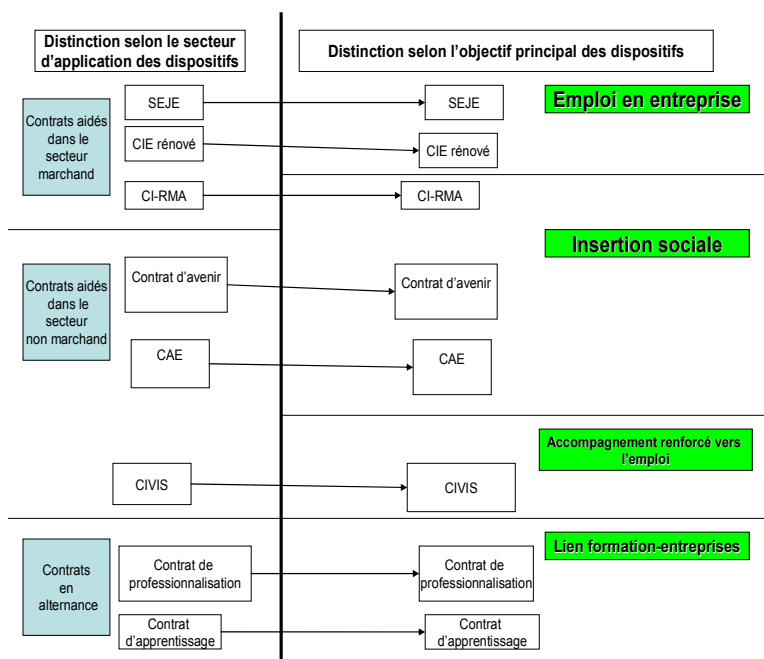 Distinction selon le secteur
d'application des dispositifs
Distinction selon l'objectif principal des dispositifs
Contrats aidés
dans le
secteur
marchand
SEJE
SEJE
Emploi en entreprise
CIE rénové
CIE rénové
CI-RMA
CI-RMA
Insertion sociale
Contrats aidés
dans le
secteur
non marchand
Contrat d'avenir
Contrat d'avenir
CAE
CAE
Accompagnement renforcé vers
l'emploi
CIVIS
CIVIS
Lien formation-entreprises
Contrats
en
alternance
Contrat de
professionnalisation
Contrat de
professionnalisation
Contrat
d'apprentissage
Contrat
d'apprentissage